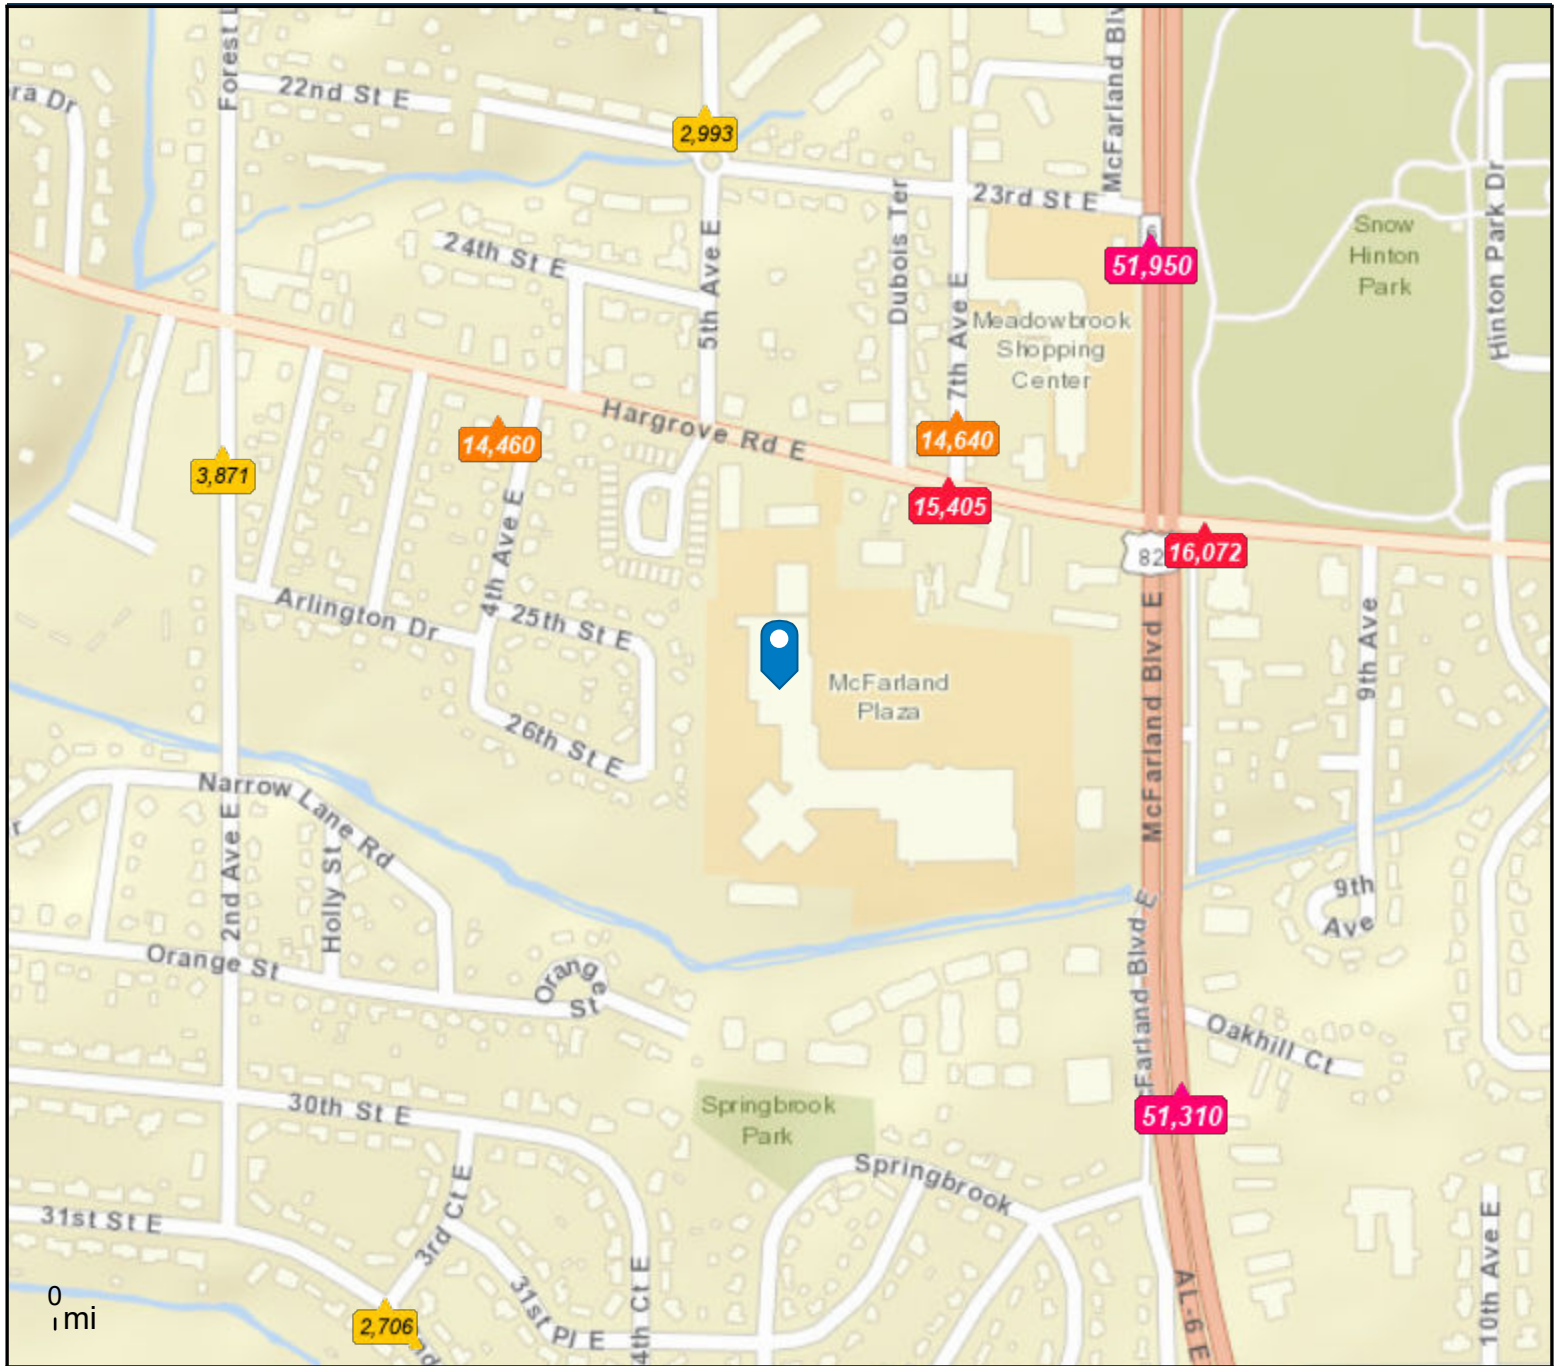 Forest L
McFarland Blv
ra Dr
22nd St E
2,993
23rd St E
6
51,950
Snow
Hinton
Park
Hinton Park Dr
24th St E
5th Ave E
Dubois Ter
7th Ave E
Meadowbrook
Shopping
Center
Hargrove Rd E
14,460
14,640
3,871
15,405
16,072
82
4th Ave E
Arlington Dr
25th St E
26th St E
McFarland
Plaza
McFarland Blvd E
9th Ave
Narrow Lane Rd
2nd Ave E
Holly St
Orange St
Orange
St
9th
Ave
Farland Blvd E
Oakhill Ct
51,310
30th St E
Springbrook
Park
Springbrook
31st St E
3rd Ct E
31st Pl E
4th Ct E
2,706
nd
AL-6 E
10th Ave E
0
mi